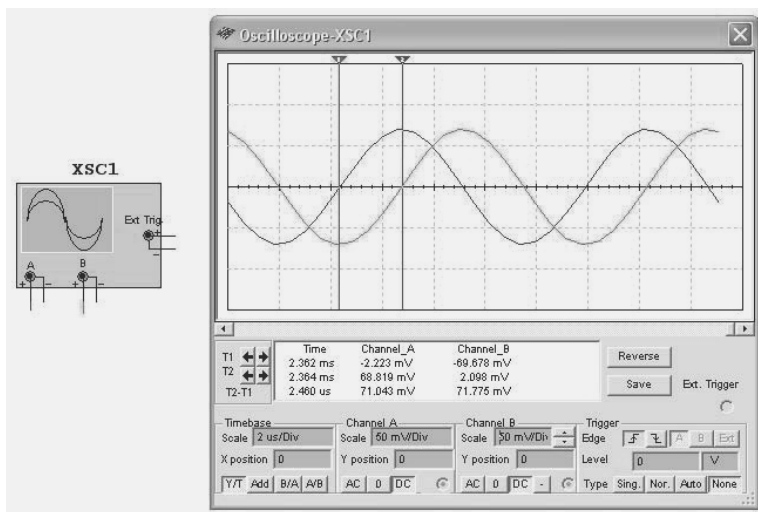 Oscilloscope-XSC1
1 2
XSC1
Ext Trig
+
-
A B
+ - + -
Time Channel_A Channel_B
T1 2.362 ms -2.223 mV -69.678 mV
T2 2.364 ms 68.819 mV 2.098 mV
T2-T1 2.460 us 71.043 mV 71.775 mV
Reverse
Save
Ext. Trigger
Timebase
Scale 2 us/Div
X position 0
Y/T Add B/A A/B
Channel A
Scale 50 mV/Div
Y position 0
AC 0 DC
Channel B
Scale 50 mV/Div
Y position 0
AC 0 DC -
Trigger
Edge A B Ext
Level 0 V
Type Sing. Nor. Auto None